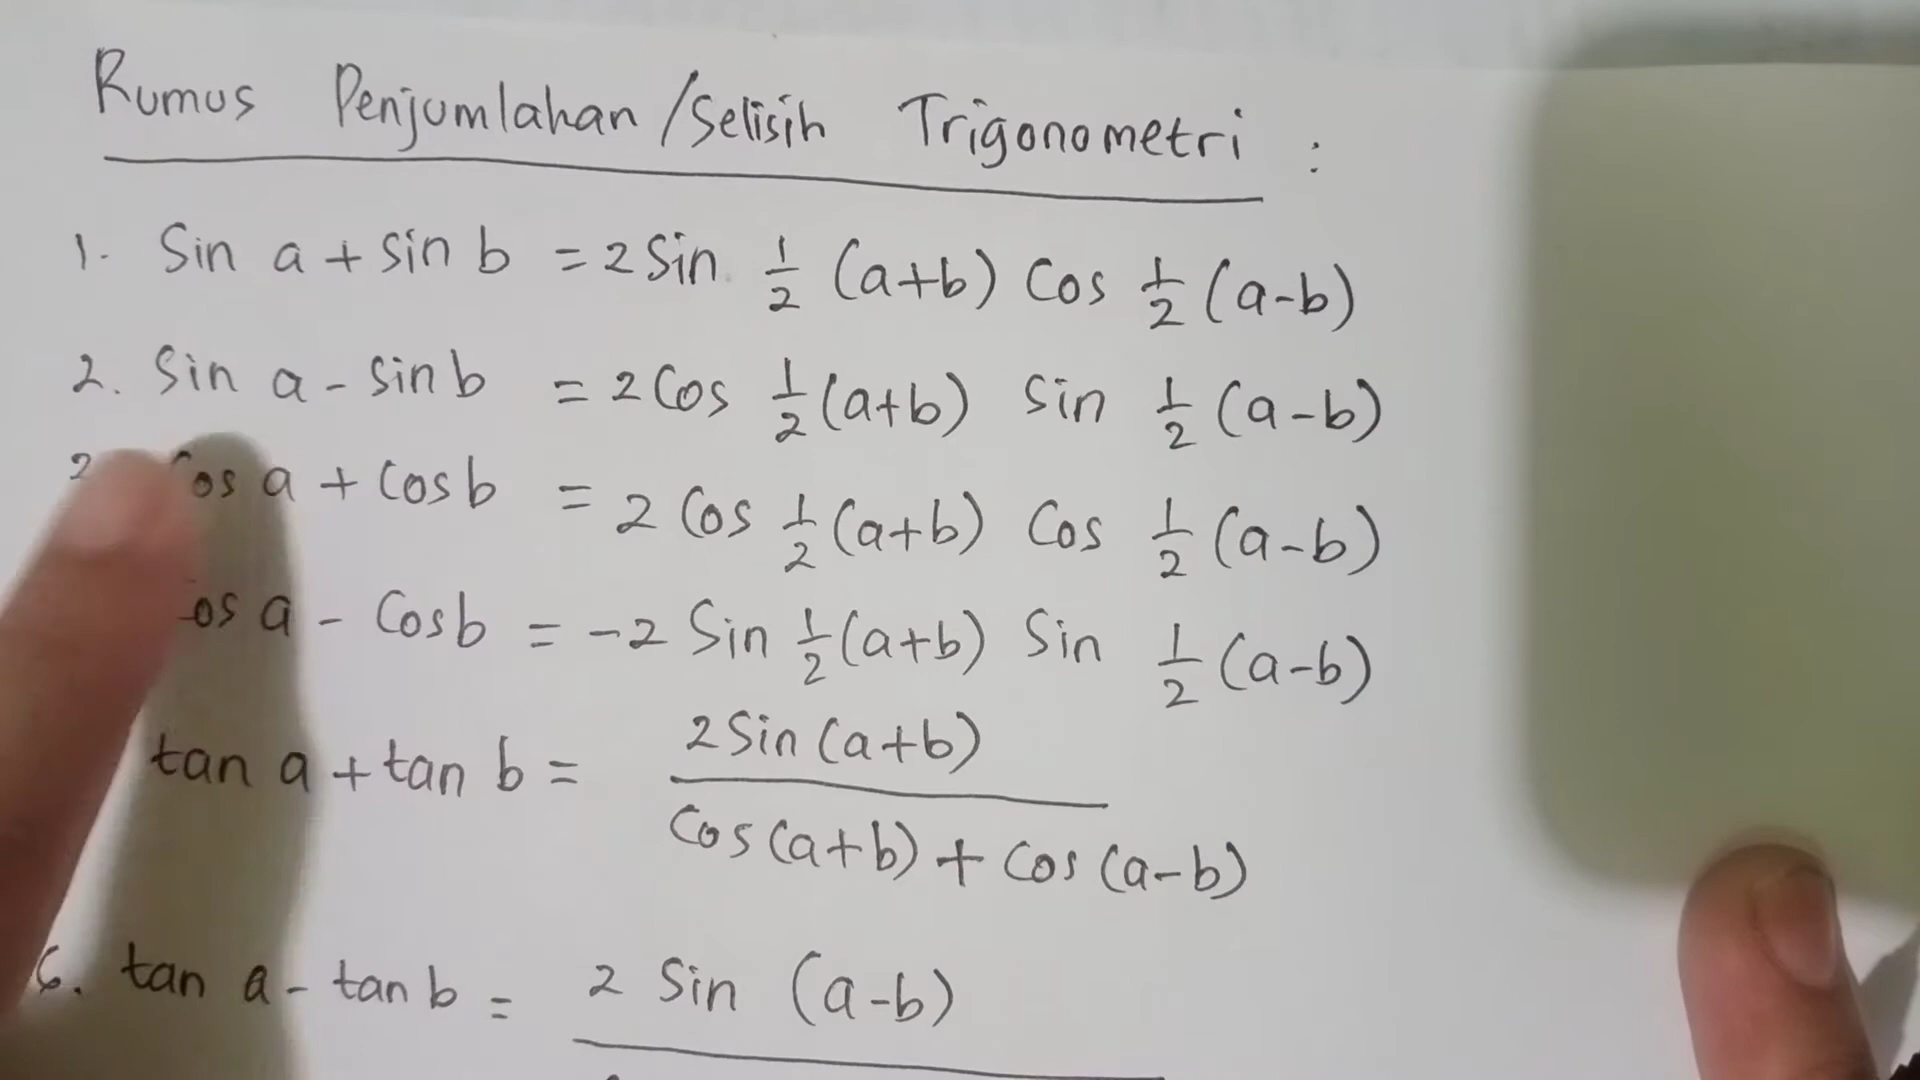 Rumus Penjumlahan/Selisih Trigonometri :
1. Sin a + sin b = 2 Sin 1/2 (a+b) Cos 1/2 (a-b)
2. Sin a - sin b = 2 Cos 1/2 (a+b) Sin 1/2 (a-b)
a + Cos b = 2 Cos 1/2 (a+b) Cos 1/2 (a-b)
a - Cos b = -2 Sin 1/2 (a+b) Sin 1/2 (a-b)
tan a + tan b = 2 Sin (a+b)
Cos (a+b) + Cos (a-b)
6. tan a - tan b = 2 Sin (a-b)